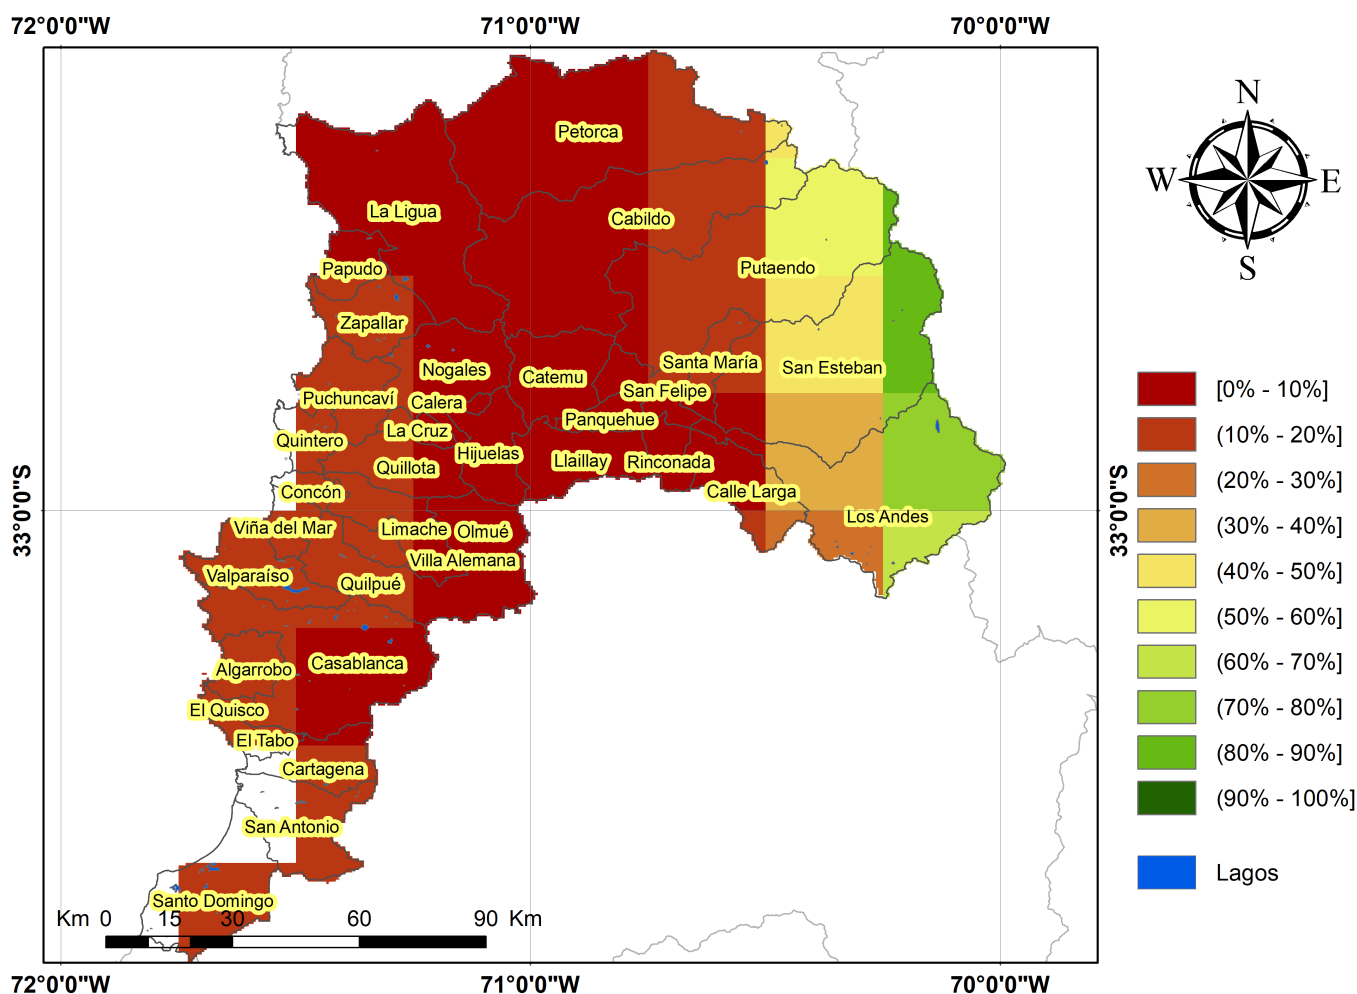 72°0'0"W 71°0'0"W 70°0'0"W
N
W E
S
Petorca
La Ligua
Cabildo
Papudo
Putaendo
Zapallar
Santa María
San Esteban
Nogales
Catemu
San Felipe
Puchuncaví
Calera
Panquehue
La Cruz
Quintero
Hijuelas
Llaillay
Rinconada
Quillota
Concón
Calle Larga
Los Andes
Viña del Mar
Limache
Olmué
Villa Alemana
Valparaíso
Quilpué
Casablanca
Algarrobo
El Quisco
El Tabo
Cartagena
San Antonio
Santo Domingo
33°0'0"S
33°0'0"S
[0% - 10%]
(10% - 20%]
(20% - 30%]
(30% - 40%]
(40% - 50%]
(50% - 60%]
(60% - 70%]
(70% - 80%]
(80% - 90%]
(90% - 100%]
Lagos
Km 0 15 30 60 90 Km
72°0'0"W 71°0'0"W 70°0'0"W